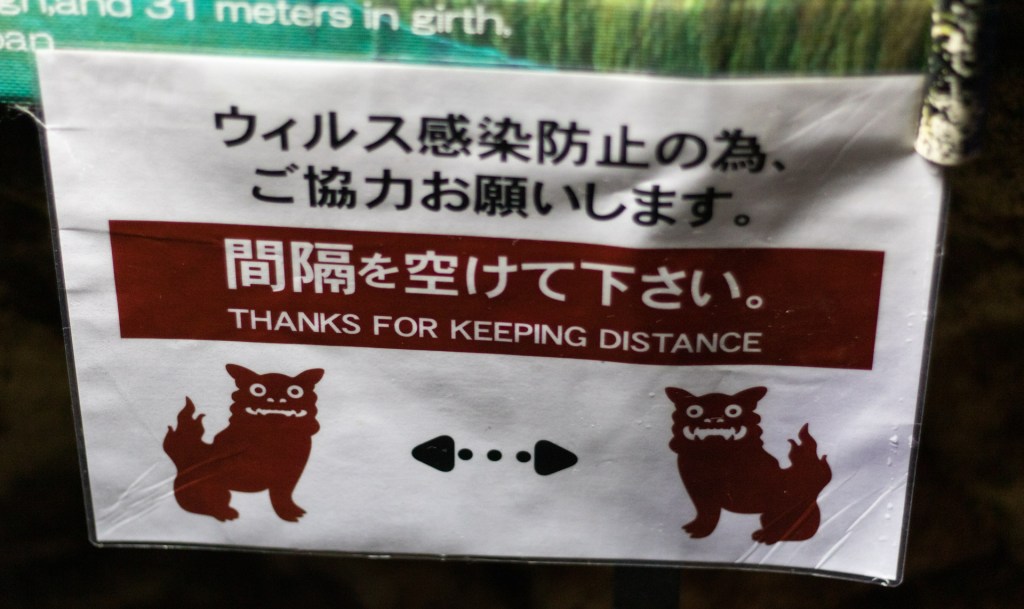 and 31 meters in girth.
ウィルス感染防止の為、
ご協力お願いします。
間隔を空けて下さい。
THANKS FOR KEEPING DISTANCE